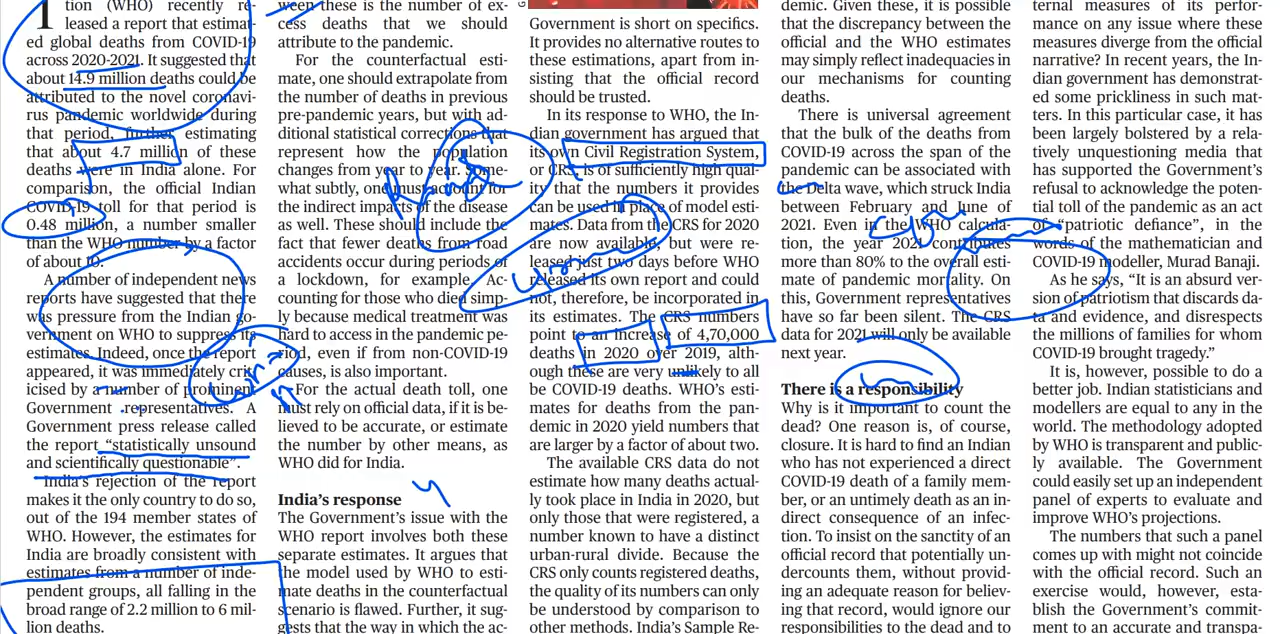 tion (WHO) recently re-
leased a report that estimat-
ed global deaths from COVID-19
across 2020-2021. It suggested that
about 14.9 million deaths could be
attributed to the novel coronavi-
rus pandemic worldwide during
that period, further estimating
that about 4.7 million of these
deaths were in India alone. For
comparison, the official Indian
COVID-19 toll for that period is
0.48 million, a number smaller
than the WHO number by a factor
of about 10.
A number of independent news
reports have suggested that there
was pressure from the Indian go-
vernment on WHO to suppress its
estimates. Indeed, once the report
appeared, it was immediately crit-
icised by a number of prominent
Government representatives. A
Government press release called
the report “statistically unsound
and scientifically questionable”.
India’s rejection of the report
makes it the only country to do so,
out of the 194 member states of
WHO. However, the estimates for
India are broadly consistent with
estimates from a number of inde-
pendent groups, all falling in the
broad range of 2.2 million to 6 mil-
lion deaths.
ween these is the number of ex-
cess deaths that we should
attribute to the pandemic.
For the counterfactual esti-
mate, one should extrapolate from
the number of deaths in previous
pre-pandemic years, but with ad-
ditional statistical corrections that
represent how the population
changes from year to year. Some-
what subtly, one must account for
the indirect impacts of the disease
as well. These should include the
fact that fewer deaths from road
accidents occur during periods of
a lockdown, for example. Ac-
counting for those who died simp-
ly because medical treatment was
hard to access in the pandemic pe-
riod, even if from non-COVID-19
causes, is also important.
For the actual death toll, one
must rely on official data, if it is be-
lieved to be accurate, or estimate
the number by other means, as
WHO did for India.
India’s response
The Government’s issue with the
WHO report involves both these
separate estimates. It argues that
the model used by WHO to esti-
mate deaths in the counterfactual
scenario is flawed. Further, it sug-
gests that the way in which the ac-
Government is short on specifics.
It provides no alternative routes to
these estimations, apart from in-
sisting that the official record
should be trusted.
In its response to WHO, the In-
dian government has argued that
its own Civil Registration System,
or CRS, is of sufficiently high qual-
ity that the numbers it provides
can be used in place of model esti-
mates. Data from the CRS for 2020
are now available, but were re-
leased just two days before WHO
released its own report and could
not, therefore, be incorporated in
its estimates. The CRS numbers
point to an increase of 4,70,000
deaths in 2020 over 2019, alth-
ough these are very unlikely to all
be COVID-19 deaths. WHO’s esti-
mates for deaths from the pan-
demic in 2020 yield numbers that
are larger by a factor of about two.
The available CRS data do not
estimate how many deaths actual-
ly took place in India in 2020, but
only those that were registered, a
number known to have a distinct
urban-rural divide. Because the
CRS only counts registered deaths,
the quality of its numbers can only
be understood by comparison to
other methods. India’s Sample Re-
demic. Given these, it is possible
that the discrepancy between the
official and the WHO estimates
may simply reflect inadequacies in
our mechanisms for counting
deaths.
There is universal agreement
that the bulk of the deaths from
COVID-19 across the span of the
pandemic can be associated with
the Delta wave, which struck India
between February and June of
2021. Even in the WHO calcula-
tion, the year 2021 contributes
more than 80% to the overall esti-
mate of pandemic mortality. On
this, Government representatives
have so far been silent. The CRS
data for 2021 will only be available
next year.
There is a responsibility
Why is it important to count the
dead? One reason is, of course,
closure. It is hard to find an Indian
who has not experienced a direct
COVID-19 death of a family mem-
ber, or an untimely death as an in-
direct consequence of an infec-
tion. To insist on the sanctity of an
official record that potentially un-
dercounts them, without provid-
ing an adequate reason for believ-
ing that record, would ignore our
responsibilities to the dead and to
ternal measures of its perfor-
mance on any issue where these
measures diverge from the official
narrative? In recent years, the In-
dian government has demonstrat-
ed some prickliness in such mat-
ters. In this particular case, it has
been largely bolstered by a rela-
tively unquestioning media that
has supported the Government’s
refusal to acknowledge the poten-
tial toll of the pandemic as an act
of “patriotic defiance”, in the
words of the mathematician and
COVID-19 modeller, Murad Banaji.
As he says, “It is an absurd ver-
sion of patriotism that discards da-
ta and evidence, and disrespects
the millions of families for whom
COVID-19 brought tragedy.”
It is, however, possible to do a
better job. Indian statisticians and
modellers are equal to any in the
world. The methodology adopted
by WHO is transparent and public-
ly available. The Government
could easily set up an independent
panel of experts to evaluate and
improve WHO’s projections.
The numbers that such a panel
comes up with might not coincide
with the official record. Such an
exercise would, however, esta-
blish the Government’s commit-
ment to an accurate and transpa-